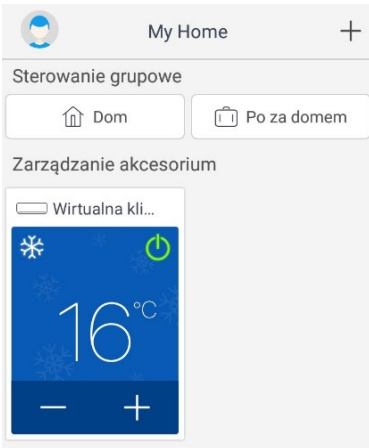 My Home
Sterowanie grupowe
Dom
Po za domem
Zarządzanie akcesorium
Wirtualna kli...
16°C